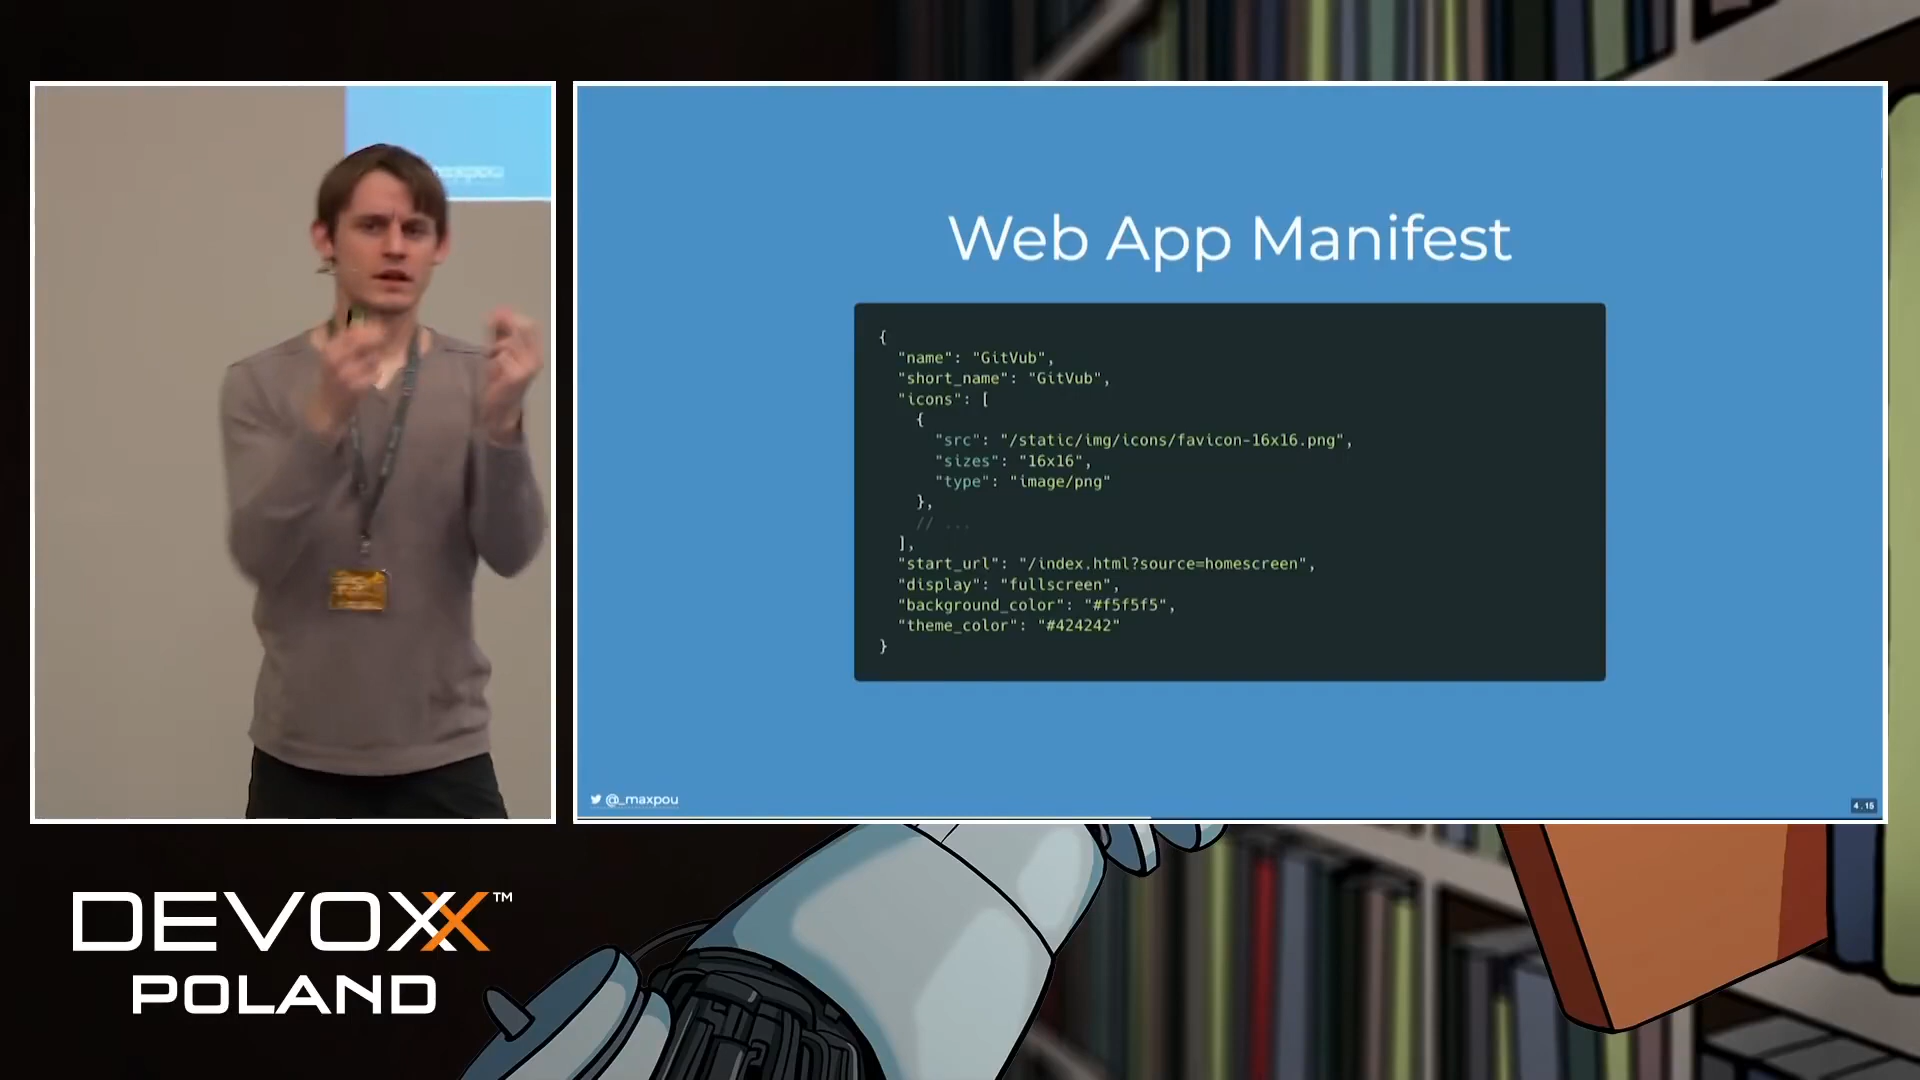 maxpou
Web App Manifest
{
"name": "GitVub",
"short_name": "GitVub",
"icons": [
{
"src": "/static/img/icons/favicon-16x16.png",
"sizes": "16x16",
"type": "image/png"
},
// ...
],
"start_url": "/index.html?source=homescreen",
"display": "fullscreen",
"background_color": "#f5f5f5",
"theme_color": "#424242"
}
@_maxpou
4.15
DEVOXX™
POLAND